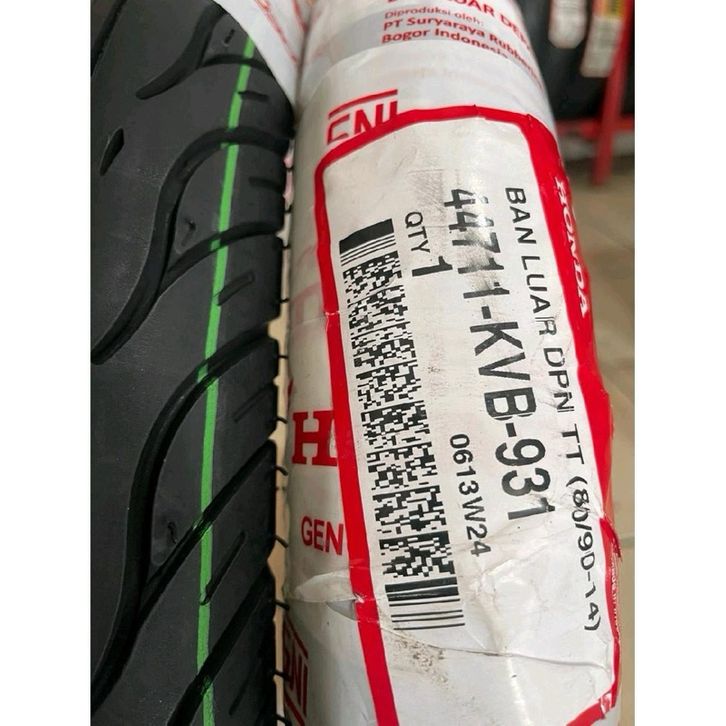 Diproduksi oleh:
PT Suryaraya Rubberin
Bogor Indonesia
HONDA
BAN LUAR DPN TT (80/90-14)
44711-KVB-931
QTY 1
0613W24
H
GEN